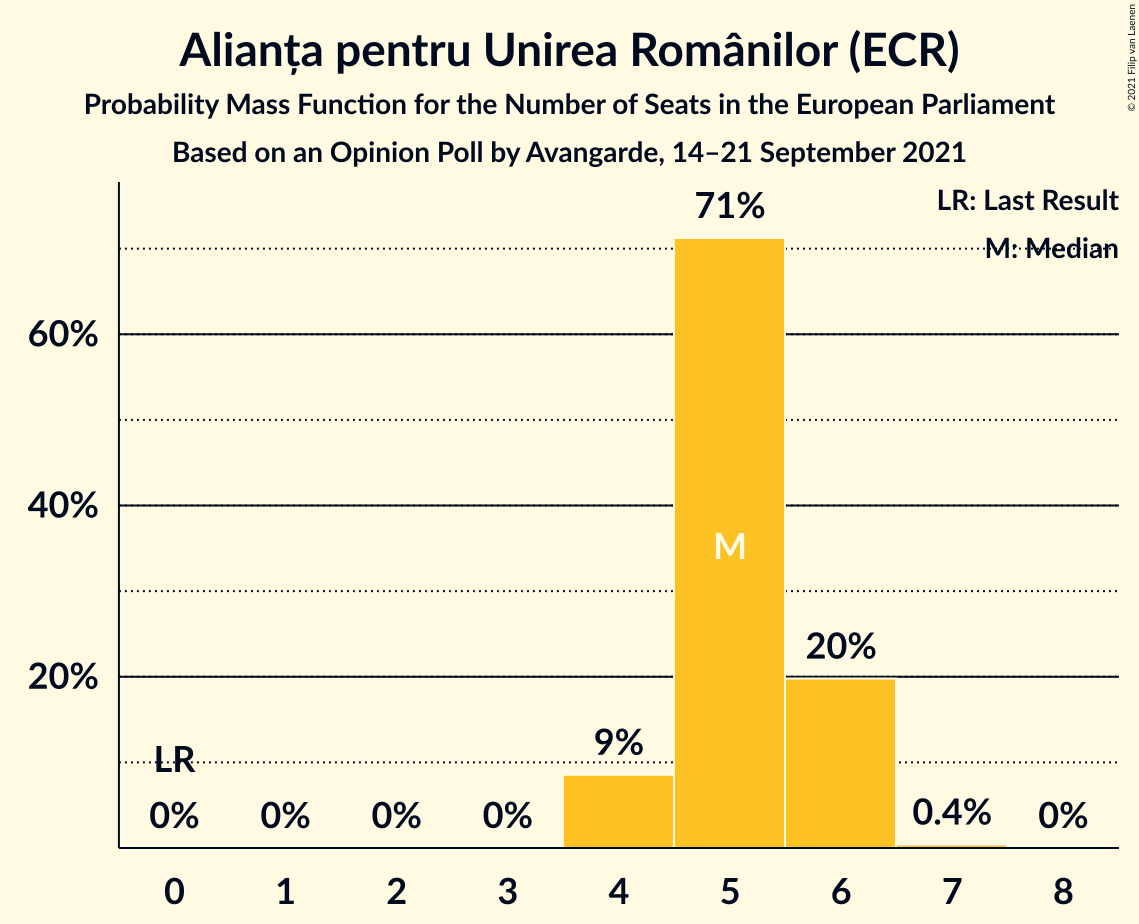 Alianța pentru Unirea Românilor (ECR)
Probability Mass Function for the Number of Seats in the European Parliament
Based on an Opinion Poll by Avangarde, 14–21 September 2021
© 2021 Filip van Laenen
LR: Last Result
M: Median
71%
60%
40%
M
20%
20%
9%
LR
0%
0%
0%
0%
0.4%
0%
0
1
2
3
4
5
6
7
8